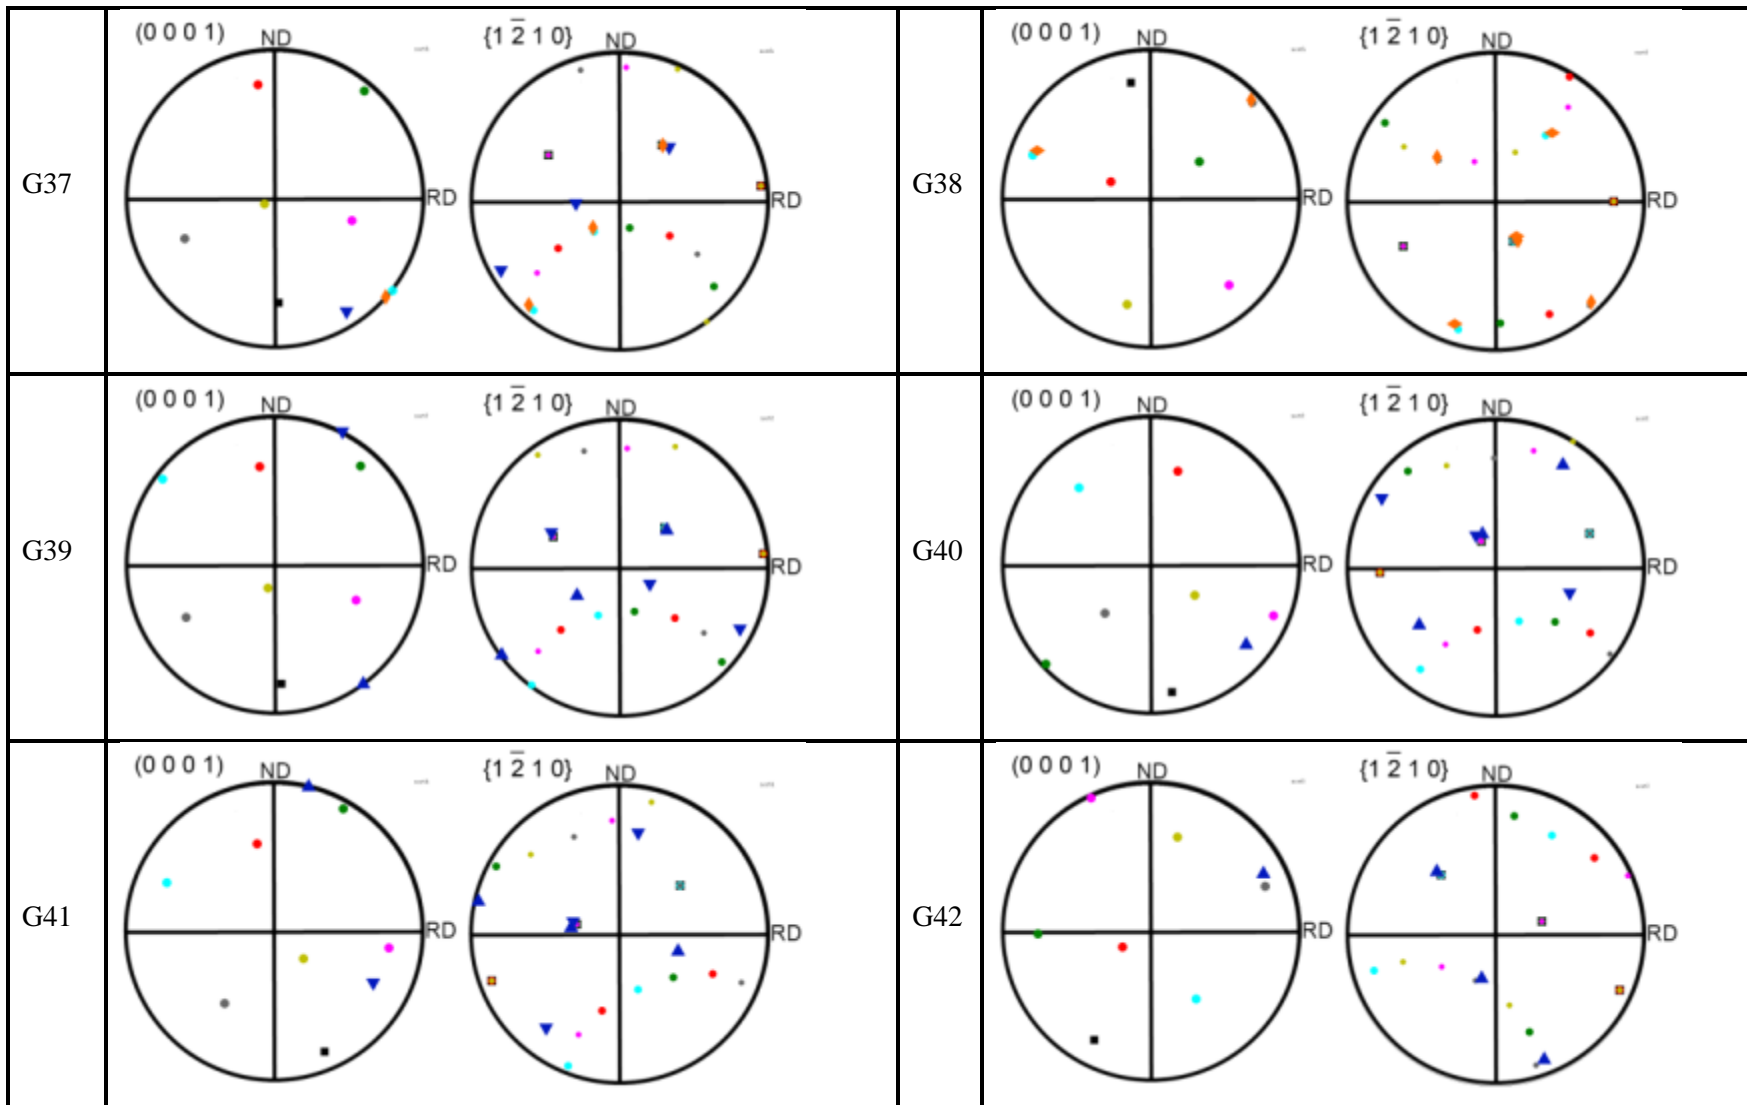 G37
(0 0 0 1) ND RD
{1 2̅ 1 0} ND RD
G38
(0 0 0 1) ND RD
{1 2̅ 1 0} ND RD
G39
(0 0 0 1) ND RD
{1 2̅ 1 0} ND RD
G40
(0 0 0 1) ND RD
{1 2̅ 1 0} ND RD
G41
(0 0 0 1) ND RD
{1 2̅ 1 0} ND RD
G42
(0 0 0 1) ND RD
{1 2̅ 1 0} ND RD